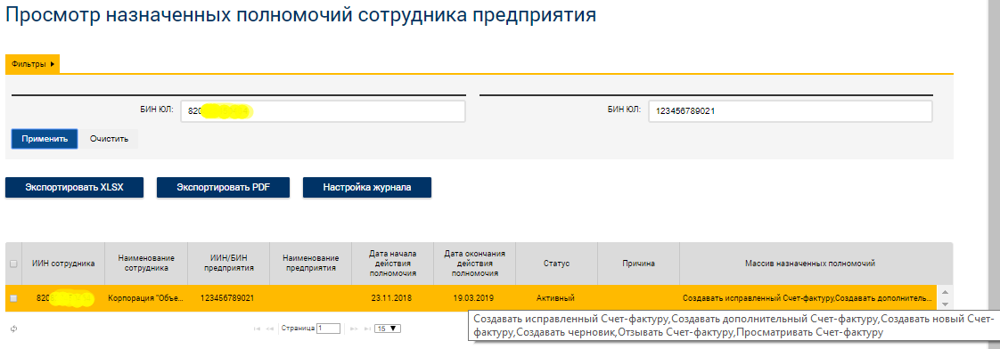 Просмотр назначенных полномочий сотрудника предприятия
Фильтры
БИН ЮЛ: 820
БИН ЮЛ: 123456789021
Применить Очистить
Экспортировать XLSX Экспортировать PDF Настройка журнала
ИИН сотрудника
Наименование сотрудника
ИИН/БИН предприятия
Наименование предприятия
Дата начала действия полномочия
Дата окончания действия полномочия
Статус
Причина
Массив назначенных полномочий
820 Корпорация "Объе... 123456789021 23.11.2018 19.03.2019 Активный Создавать исправленный Счет-фактуру,Создавать дополнитель...
Страница 1 15
Создавать исправленный Счет-фактуру,Создавать дополнительный Счет-фактуру,Создавать новый Счет-
фактуру,Создавать черновик,Отзывать Счет-фактуру,Просматривать Счет-фактуру